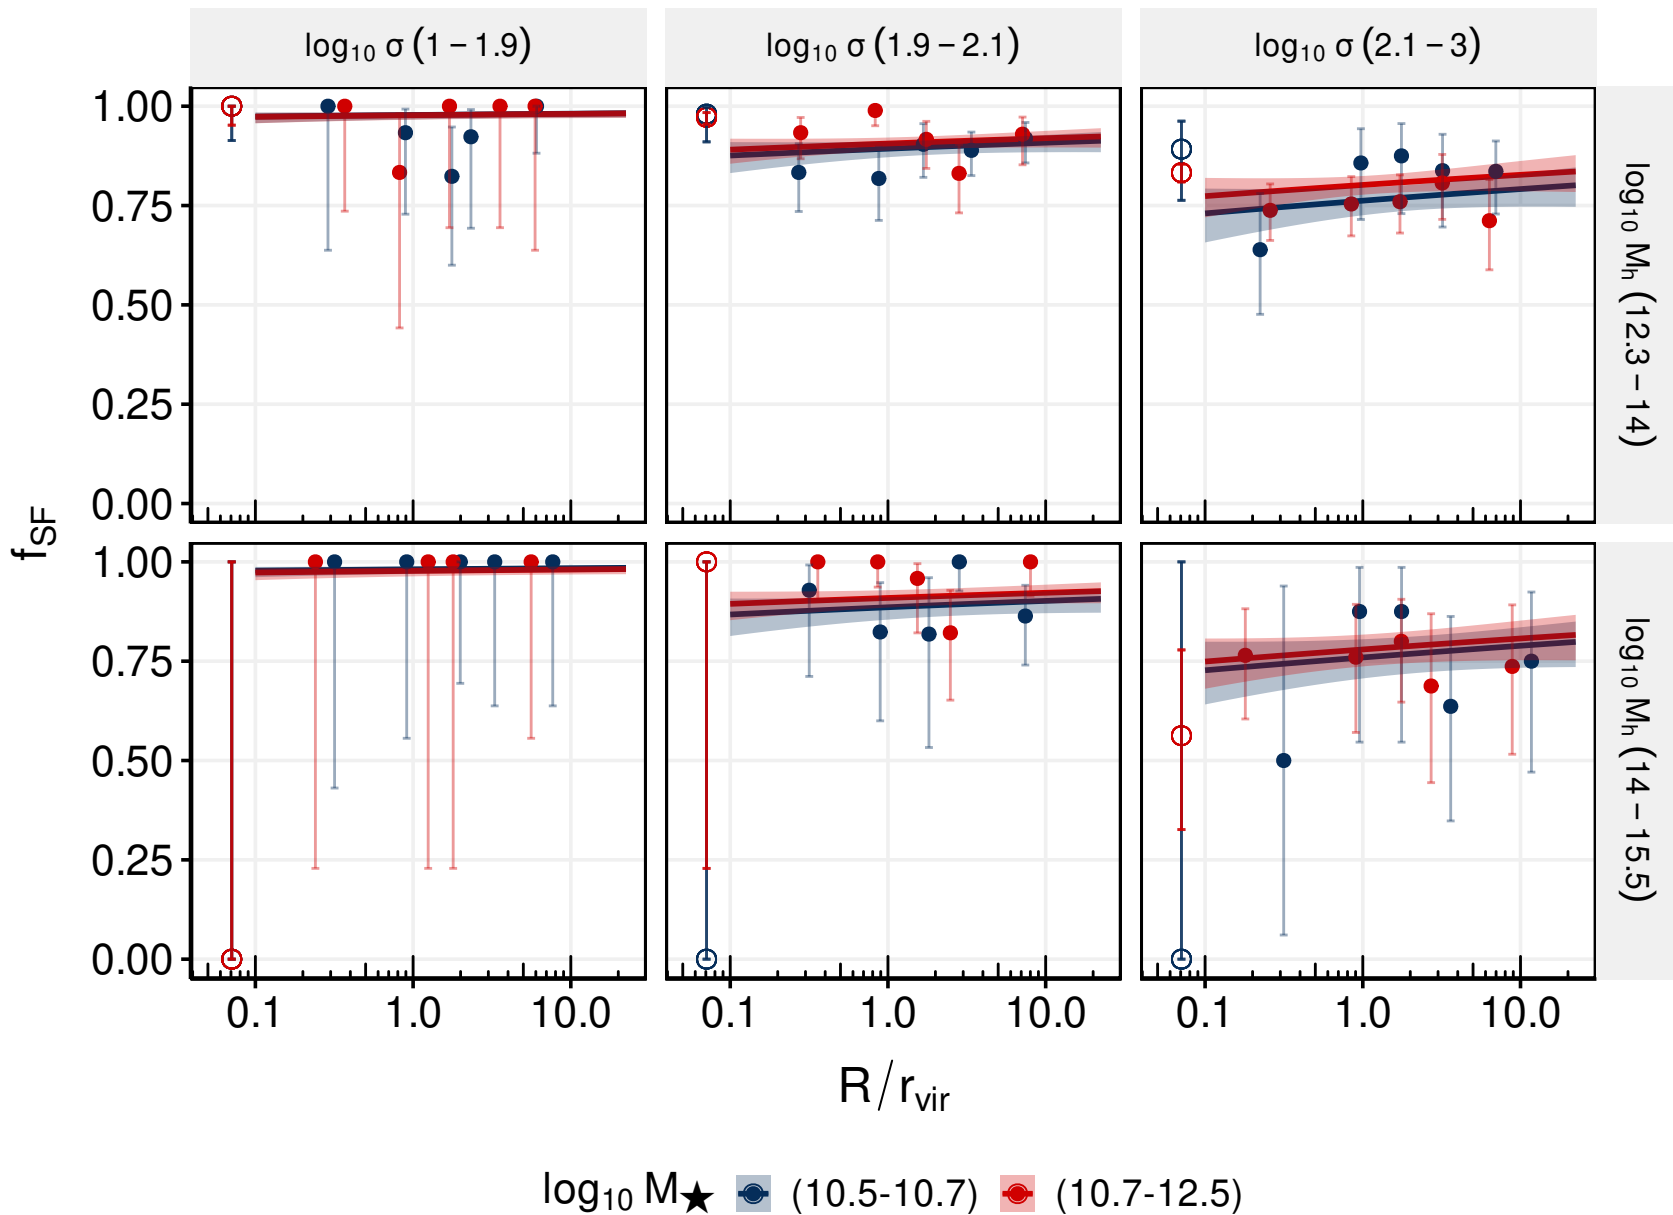 log₁₀ σ (1 − 1.9)
log₁₀ σ (1.9 − 2.1)
log₁₀ σ (2.1 − 3)
1.00
0.75
0.50
0.25
0.00
log₁₀ Mₕ (12.3 − 14)
1.00
0.75
0.50
0.25
0.00
log₁₀ Mₕ (14 − 15.5)
f_SF
0.1 1.0 10.0 0.1 1.0 10.0 0.1 1.0 10.0
R/r_vir
log₁₀ M★ (10.5-10.7) (10.7-12.5)